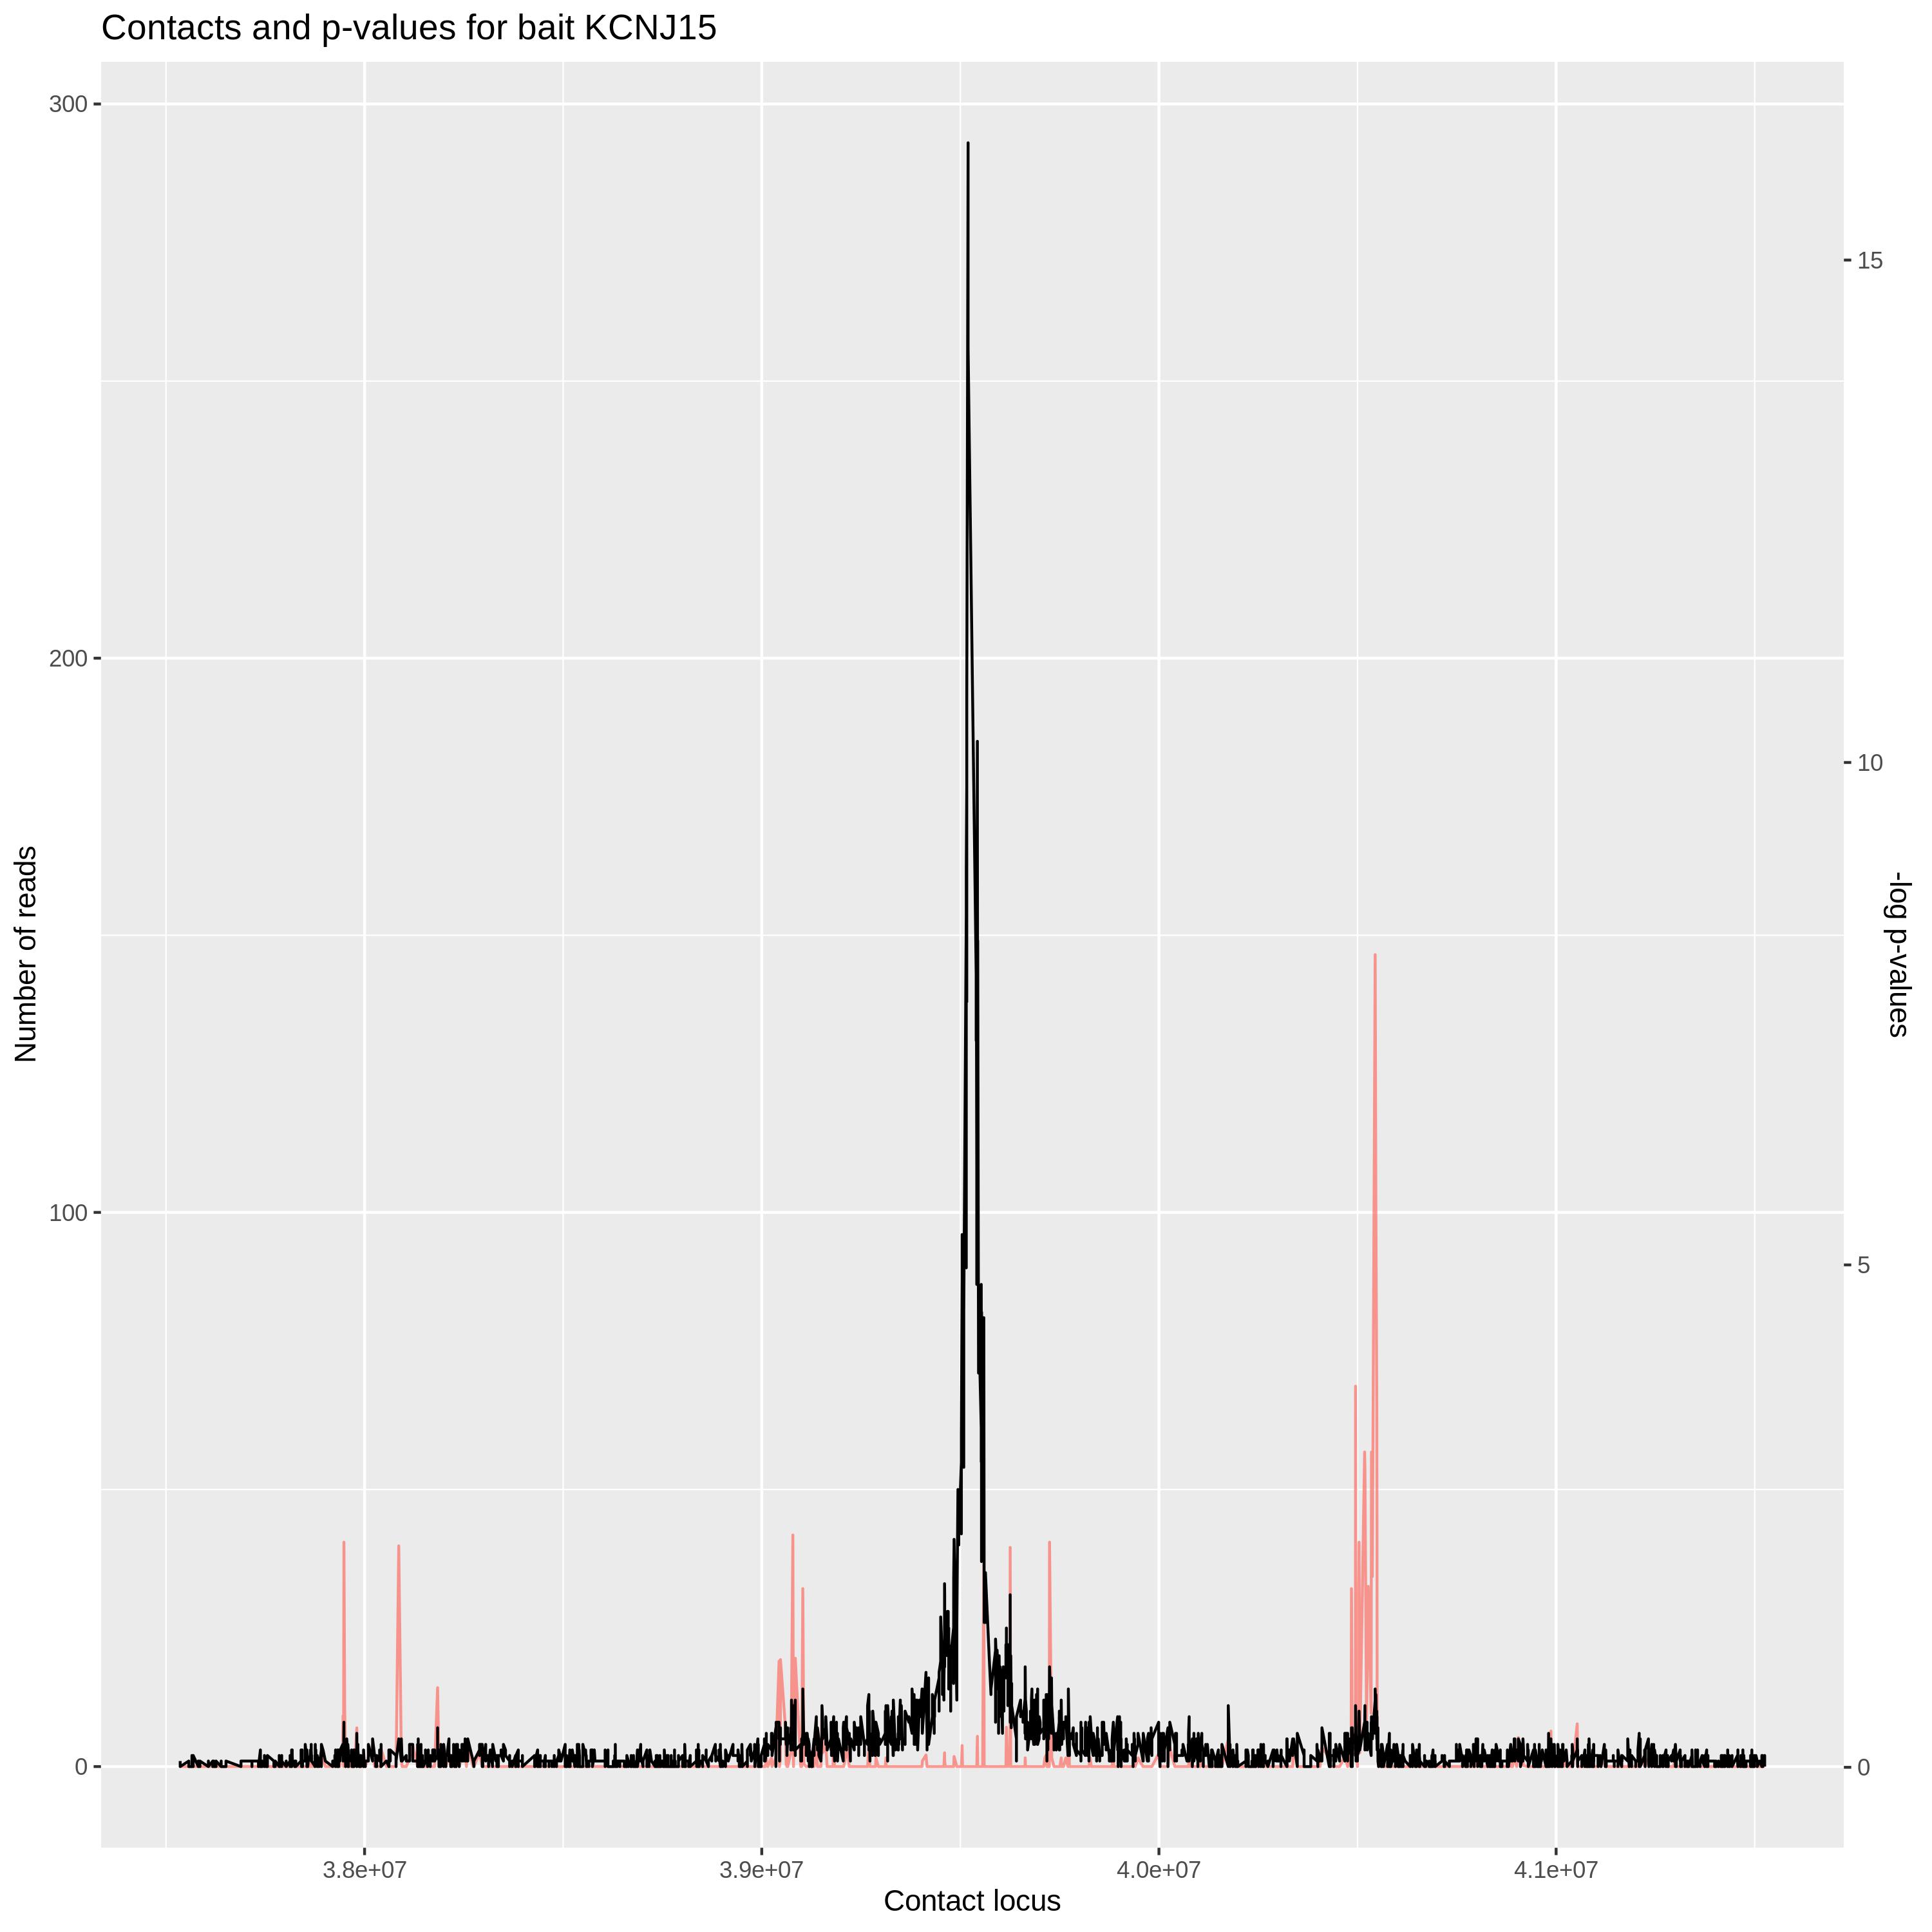 Contacts and p-values for bait KCNJ15
300
200
100
0
Number of reads
15
10
5
0
-log p-values
3.8e+07
3.9e+07
4.0e+07
4.1e+07
Contact locus